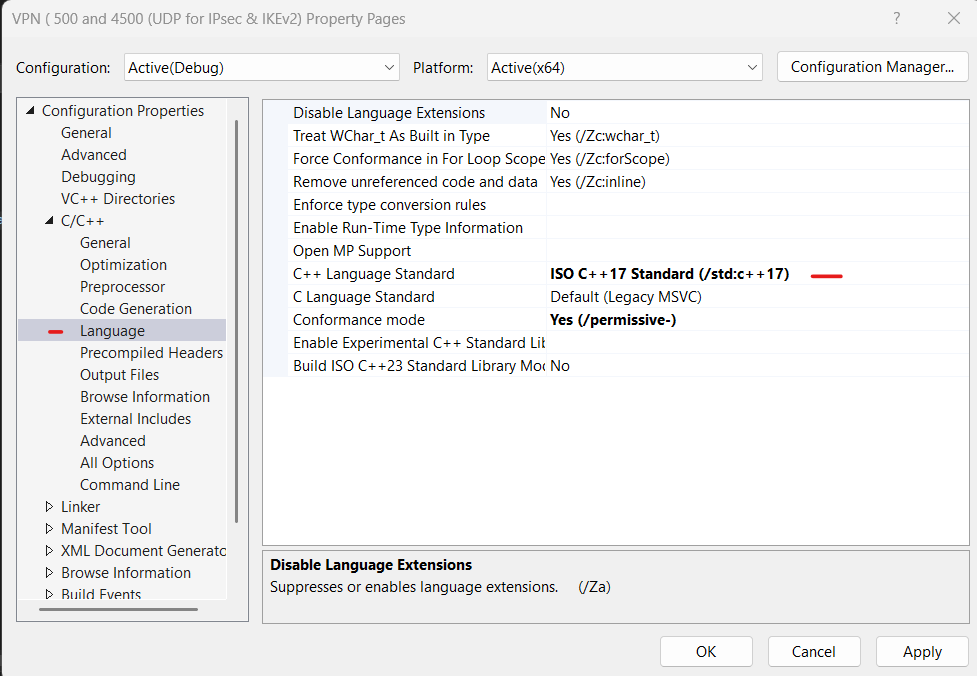 VPN ( 500 and 4500 (UDP for IPsec & IKEv2) Property Pages
?
Configuration: Active(Debug) Platform: Active(x64) Configuration Manager...
Configuration Properties
General
Advanced
Debugging
VC++ Directories
C/C++
General
Optimization
Preprocessor
Code Generation
Language
Precompiled Headers
Output Files
Browse Information
External Includes
Advanced
All Options
Command Line
Linker
Manifest Tool
XML Document Generato
Browse Information
Build Events
Disable Language Extensions No
Treat WChar_t As Built in Type Yes (/Zc:wchar_t)
Force Conformance in For Loop Scope Yes (/Zc:forScope)
Remove unreferenced code and data Yes (/Zc:inline)
Enforce type conversion rules
Enable Run-Time Type Information
Open MP Support
C++ Language Standard ISO C++17 Standard (/std:c++17)
C Language Standard Default (Legacy MSVC)
Conformance mode Yes (/permissive-)
Enable Experimental C++ Standard Lib
Build ISO C++23 Standard Library Mod No
Disable Language Extensions
Suppresses or enables language extensions. (/Za)
OK Cancel Apply